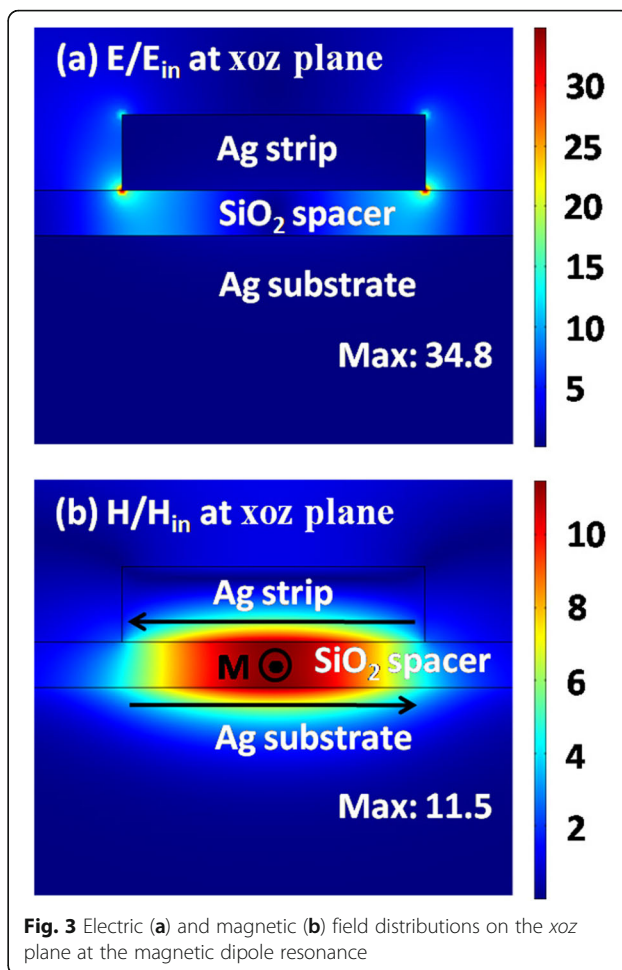 (a) E/Ein at xoz plane
Ag strip
SiO2 spacer
Ag substrate
Max: 34.8
30
25
20
15
10
5
(b) H/Hin at xoz plane
Ag strip
M SiO2 spacer
Ag substrate
Max: 11.5
10
8
6
4
2
Fig. 3 Electric (a) and magnetic (b) field distributions on the xoz
plane at the magnetic dipole resonance